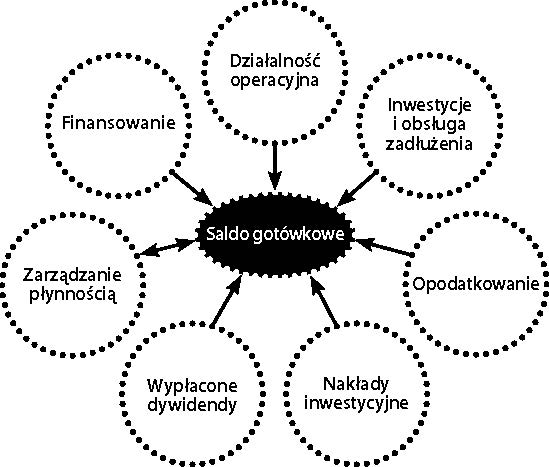 Działalność
operacyjna
Finansowanie
Inwestycje
i obsługa
zadłużenia
Saldo gotówkowe
Zarządzanie
płynnością
Opodatkowanie
Wypłacone
dywidendy
Nakłady
inwestycyjne